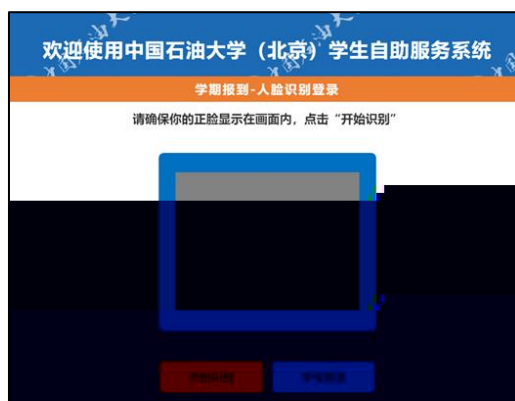 欢迎使用中国石油大学（北京）学生自助服务系统
学期报到-人脸识别登录
请确保你的正脸显示在画面内，点击“开始识别”